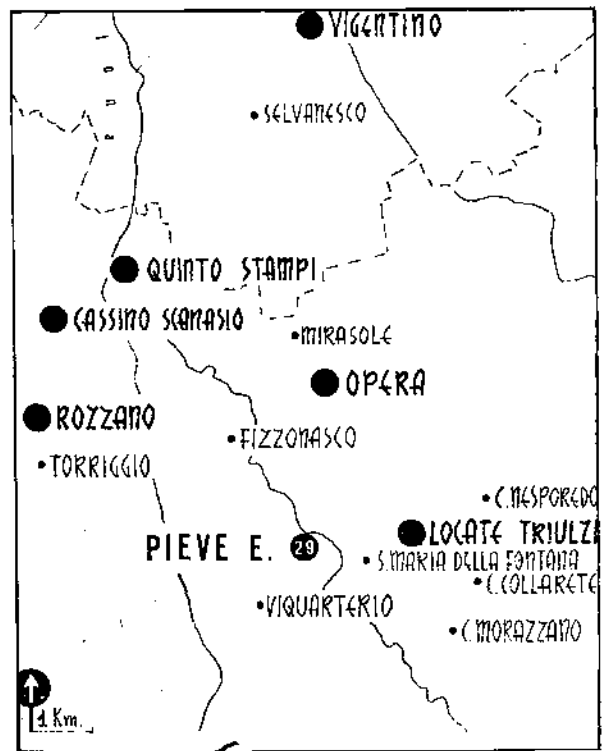 VIGENTINO
SELVANESCO
QUINTO STAMPI
CASSINO SCANASIO
MIRASOLE
OPERA
ROZZANO
FIZZONASCO
TORRIGGIO
C.NESPOREDO
LOCATE TRIULZI
PIEVE E. 29
S.MARIA DELLA FONTANA
C.COLLARETE
VIQUARTERIO
C.MORAZZANO
1 Km.